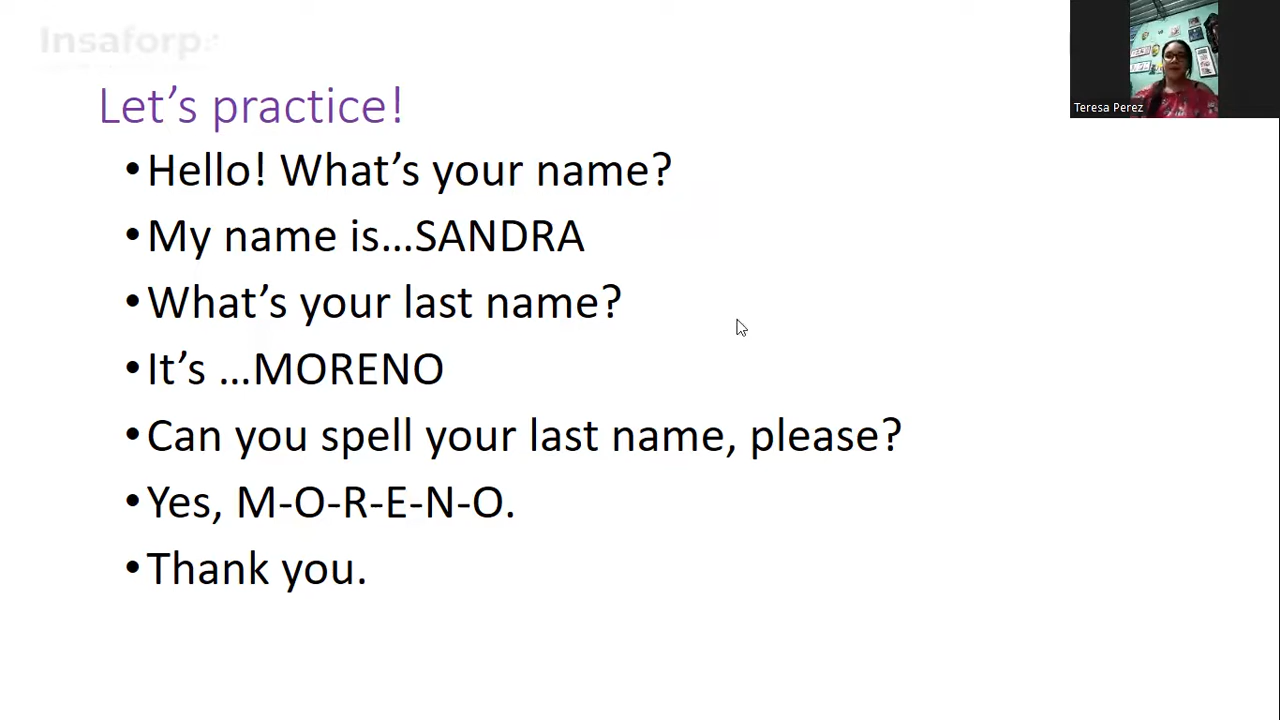 Insaforp
Teresa Perez
Let's practice!
•Hello! What's your name?
•My name is...SANDRA
•What's your last name?
•It's ...MORENO
•Can you spell your last name, please?
•Yes, M-O-R-E-N-O.
•Thank you.